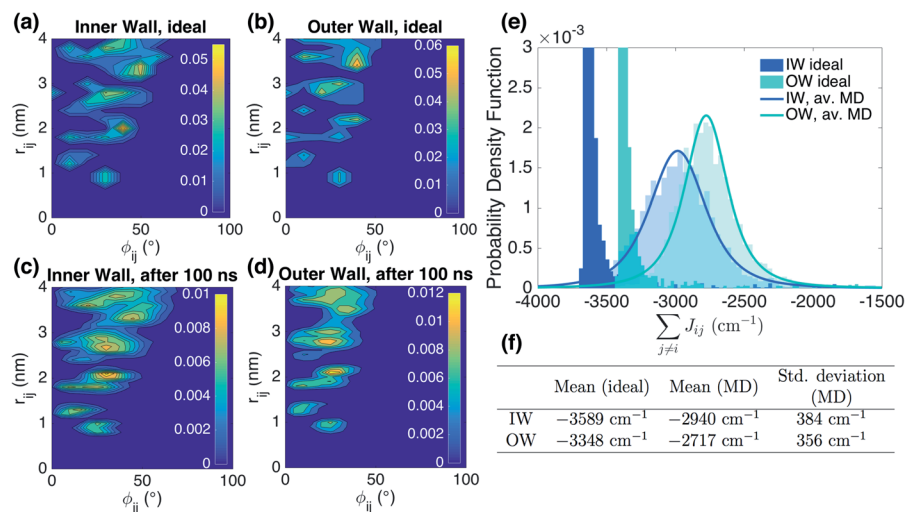 (a) Inner Wall, ideal
4
3
2
1
0
r_ij (nm)
0 50 100
ϕ_ij (°)
0.05
0.04
0.03
0.02
0.01
0
(b) Outer Wall, ideal
4
3
2
1
0
0 50 100
ϕ_ij (°)
0.06
0.05
0.04
0.03
0.02
0.01
0
(c) Inner Wall, after 100 ns
4
3
2
1
0
r_ij (nm)
0 50 100
ϕ_ij (°)
0.01
0.008
0.006
0.004
0.002
0
(d) Outer Wall, after 100 ns
4
3
2
1
0
0 50 100
ϕ_ij (°)
0.012
0.01
0.008
0.006
0.004
0.002
0
(e)
×10⁻³
3
2.5
2
1.5
1
0.5
0
Probability Density Function
IW ideal
OW ideal
IW, av. MD
OW, av. MD
-4000 -3500 -3000 -2500 -2000 -1500
∑_{j≠i} J_ij (cm⁻¹)
(f)
Mean (ideal) Mean (MD) Std. deviation (MD)
IW −3589 cm⁻¹ −2940 cm⁻¹ 384 cm⁻¹
OW −3348 cm⁻¹ −2717 cm⁻¹ 356 cm⁻¹